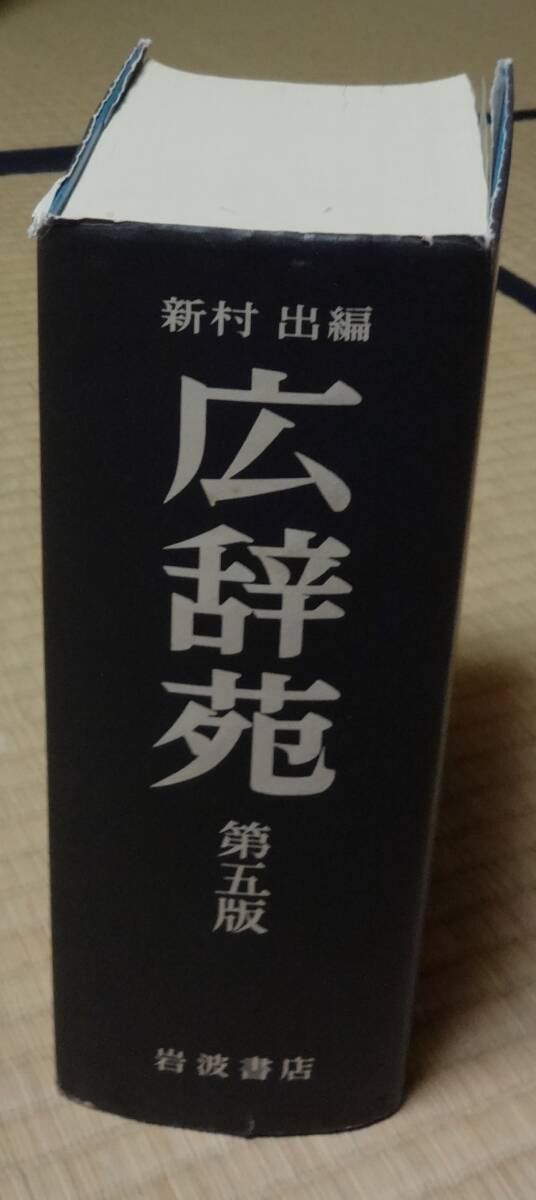 新村 出編
広辞苑
第五版
岩波書店